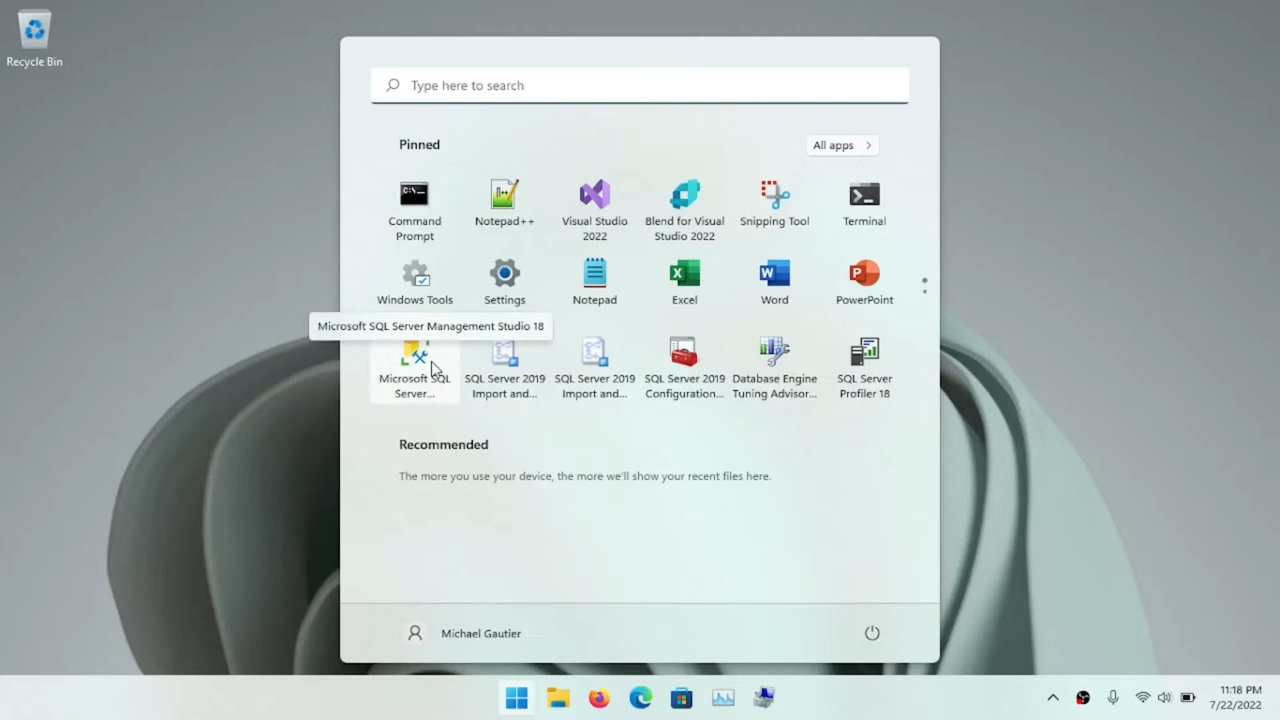 Recycle Bin
Type here to search
Pinned
All apps
Command
Prompt
Notepad++
Visual Studio
2022
Blend for Visual
Studio 2022
Snipping Tool
Terminal
Windows Tools
Settings
Notepad
Excel
Word
PowerPoint
Microsoft SQL Server Management Studio 18
Microsoft SQL
Server...
SQL Server 2019
Import and...
SQL Server 2019
Import and...
SQL Server 2019
Configuration...
Database Engine
Tuning Advisor...
SQL Server
Profiler 18
Recommended
The more you use your device, the more we'll show your recent files here.
Michael Gautier
11:18 PM
7/22/2022